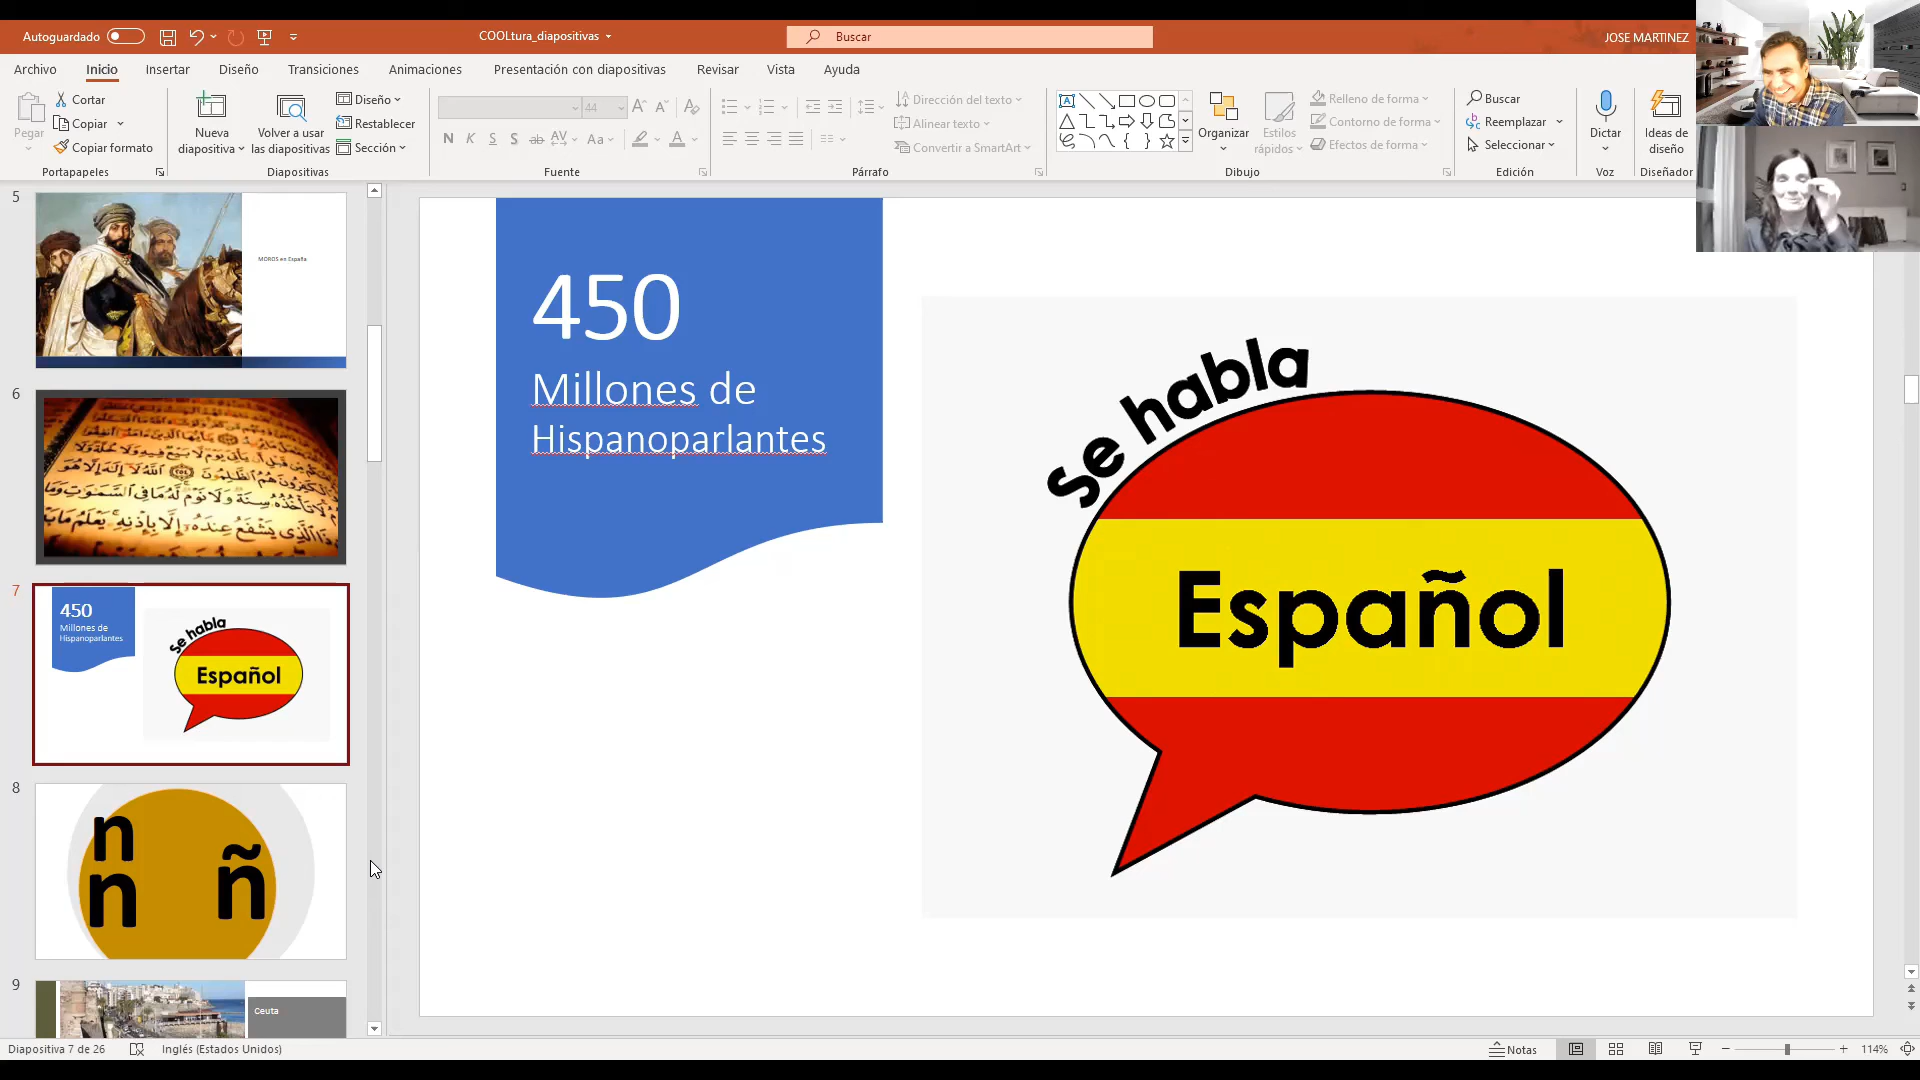 Autoguardado
COOLtura_diapositivas
Buscar
JOSE MARTINEZ
Archivo
Inicio
Insertar
Diseño
Transiciones
Animaciones
Presentación con diapositivas
Revisar
Vista
Ayuda
Pegar
Cortar
Copiar
Copiar formato
Portapapeles
Nueva
diapositiva
Volver a usar
las diapositivas
Diseño
Restablecer
Sección
Diapositivas
44
N K S S ab AV Aa A
Fuente
Dirección del texto
Alinear texto
Convertir a SmartArt
Párrafo
Organizar
Estilos
rápidos
Relleno de forma
Contorno de forma
Efectos de forma
Dibujo
Buscar
Reemplazar
Seleccionar
Edición
Dictar
Voz
Ideas de
diseño
Diseñador
5
MOROS en España
6
7
450
Millones de
Hispanoparlantes
Se habla
Español
8
n
n
ñ
9
Ceuta
450
Millones de
Hispanoparlantes
Se habla
Español
Diapositiva 7 de 26
Inglés (Estados Unidos)
Notas
114%